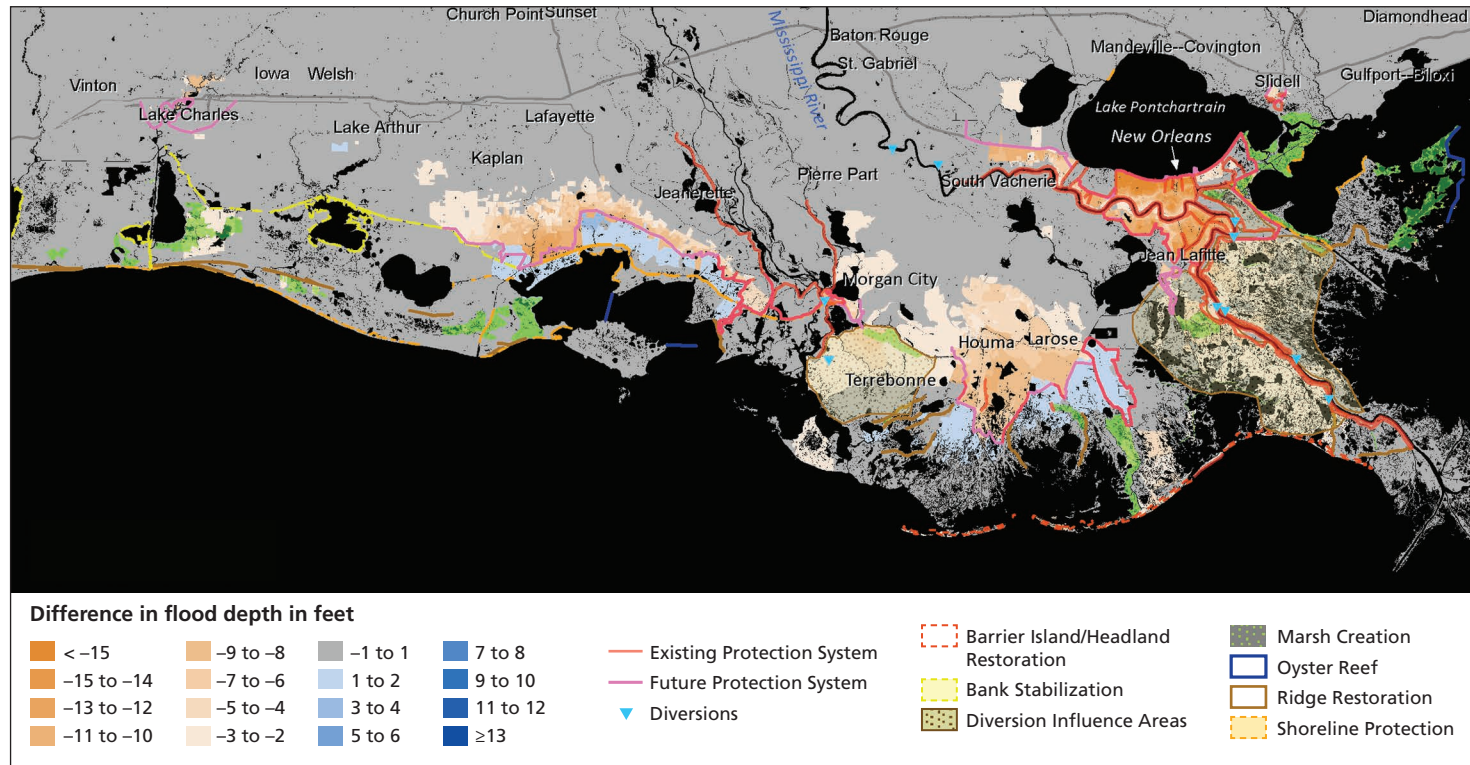 Church Point
Sunset
Mississippi River
Baton Rouge
St. Gabriel
Diamondhead
Mandeville--Covington
Slidell
Gulfport--Biloxi
Vinton
Iowa
Welsh
Lake Charles
Lake Arthur
Lafayette
Kaplan
Lake Pontchartrain
New Orleans
Jeanerette
Pierre Part
South Vacherie
Jean Lafitte
Morgan City
Houma
Larose
Terrebonne
Difference in flood depth in feet
< –15
–15 to –14
–13 to –12
–11 to –10
–9 to –8
–7 to –6
–5 to –4
–3 to –2
–1 to 1
1 to 2
3 to 4
5 to 6
7 to 8
9 to 10
11 to 12
≥13
Existing Protection System
Future Protection System
Diversions
Barrier Island/Headland
Restoration
Bank Stabilization
Diversion Influence Areas
Marsh Creation
Oyster Reef
Ridge Restoration
Shoreline Protection